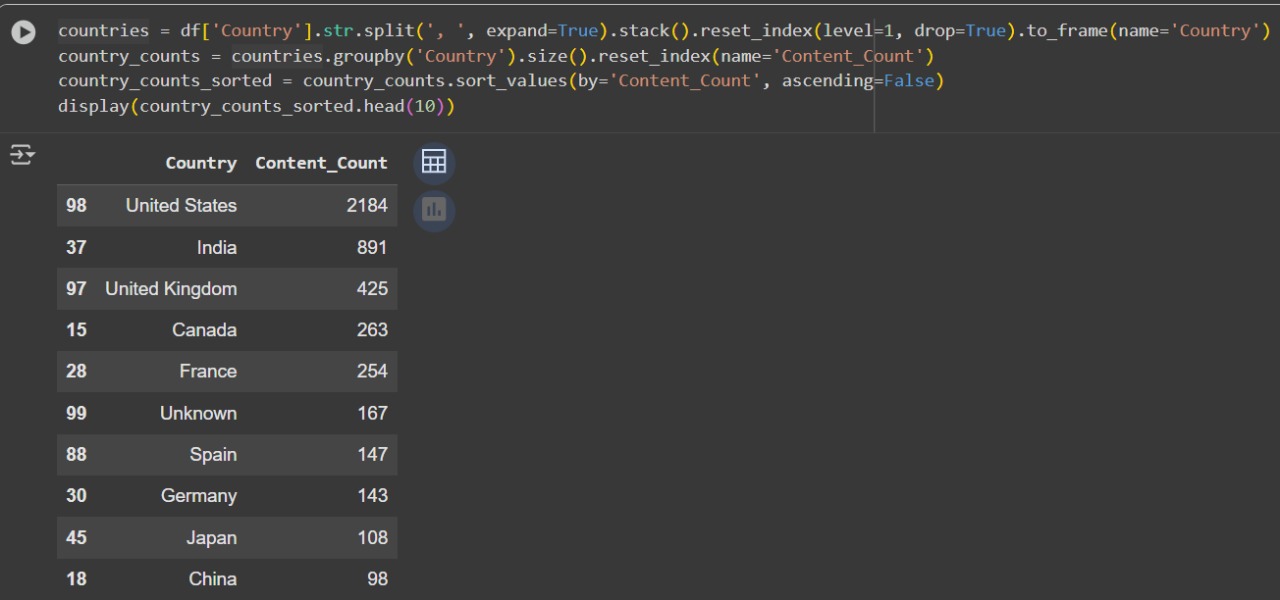 countries = df['Country'].str.split(', ', expand=True).stack().reset_index(level=1, drop=True).to_frame(name='Country')
country_counts = countries.groupby('Country').size().reset_index(name='Content_Count')
country_counts_sorted = country_counts.sort_values(by='Content_Count', ascending=False)
display(country_counts_sorted.head(10))
Country Content_Count
98 United States 2184
37 India 891
97 United Kingdom 425
15 Canada 263
28 France 254
99 Unknown 167
88 Spain 147
30 Germany 143
45 Japan 108
18 China 98